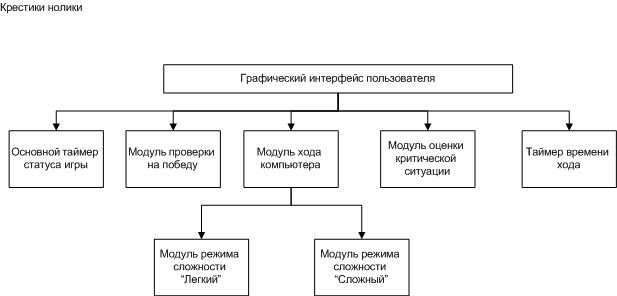 Крестики нолики
Графический интерфейс пользователя
Основной таймер
статуса игры
Модуль проверки
на победу
Модуль хода
компьютера
Модуль оценки
критической
ситуации
Таймер времени
хода
Модуль режима
сложности
“Легкий”
Модуль режима
сложности
“Сложный”